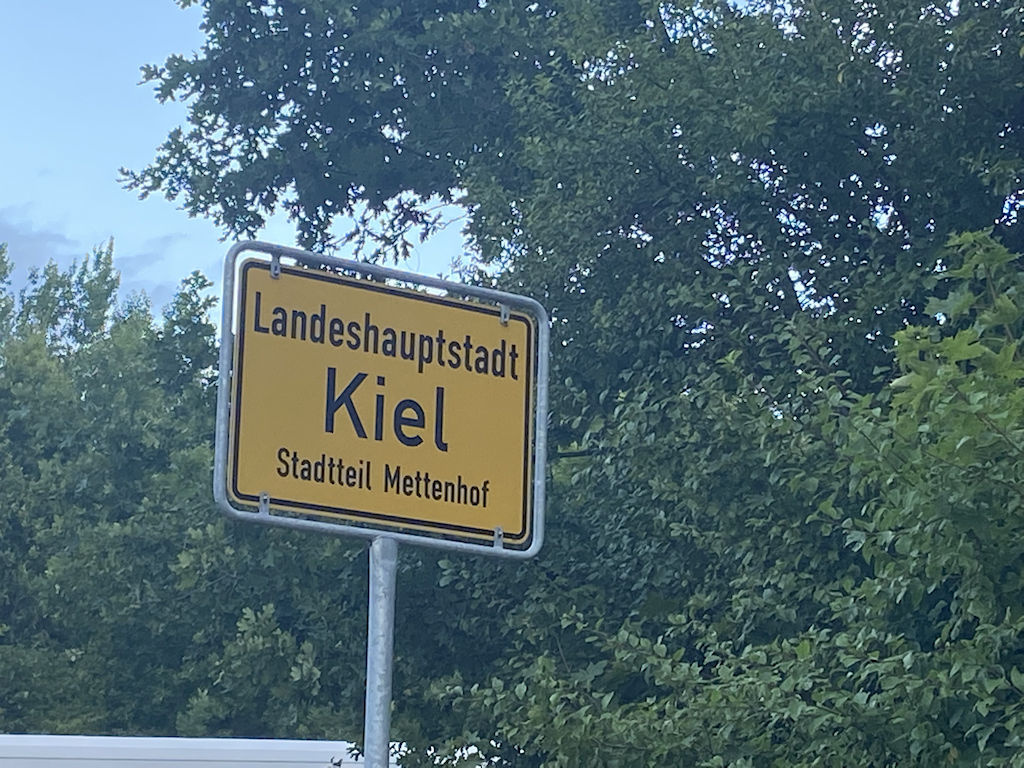 Landeshauptstadt
Kiel
Stadtteil Mettenhof